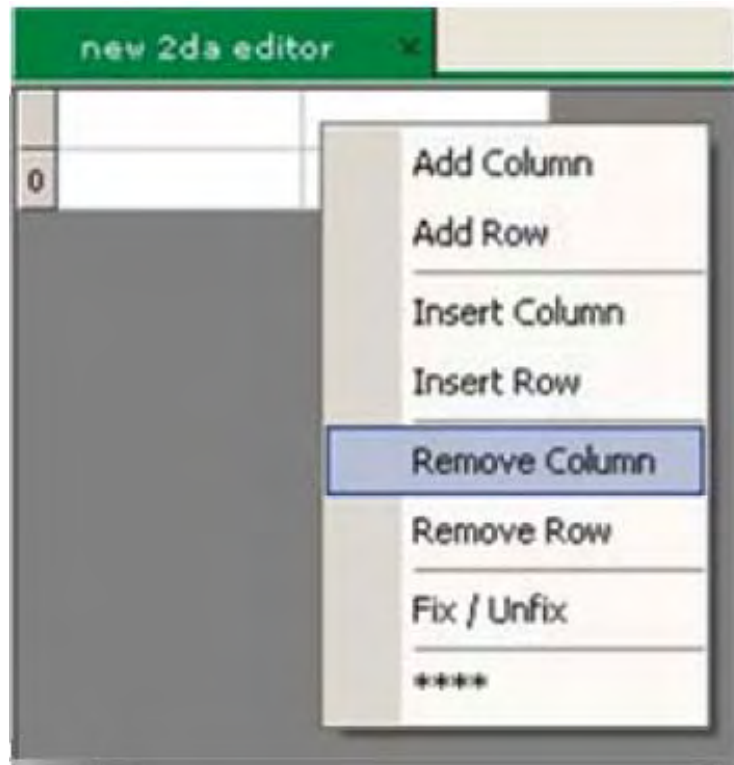 new 2da editor ×
0
Add Column
Add Row
Insert Column
Insert Row
Remove Column
Remove Row
Fix / Unfix
****